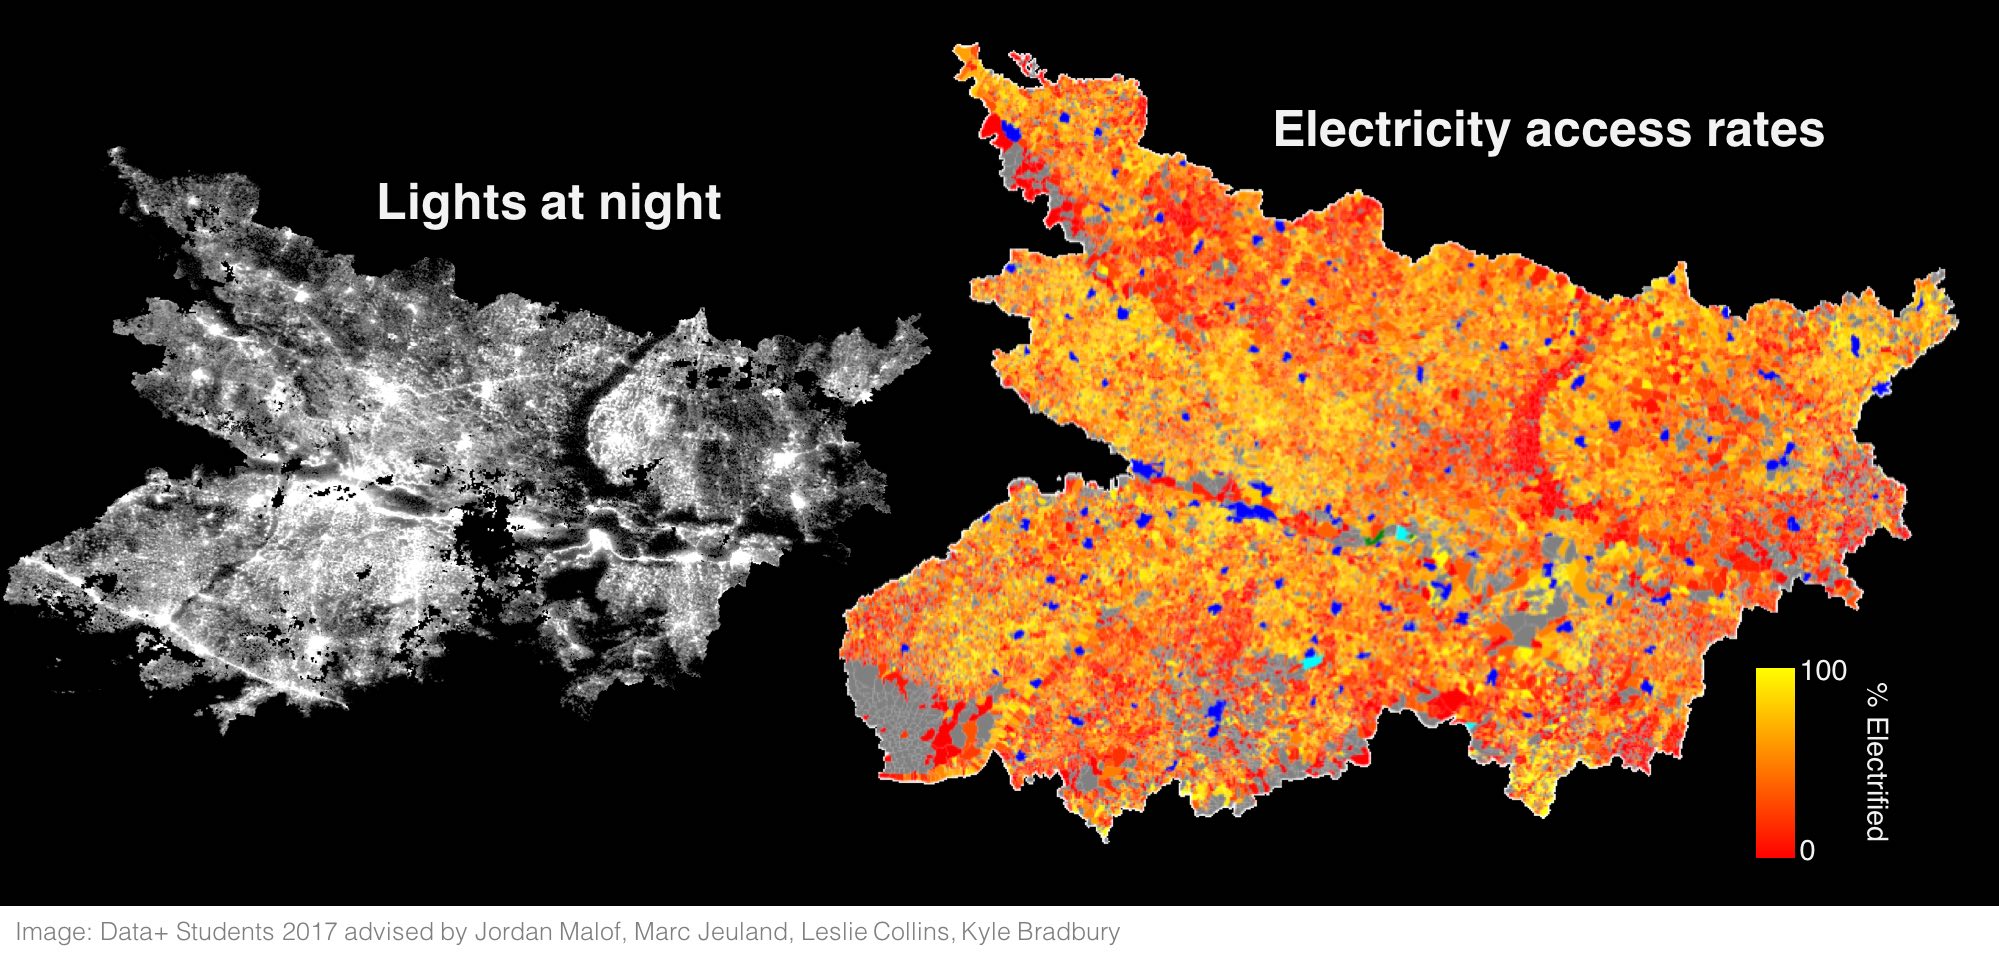 Lights at night
Electricity access rates
100
% Electrified
0
Image: Data+ Students 2017 advised by Jordan Malof, Marc Jeuland, Leslie Collins, Kyle Bradbury